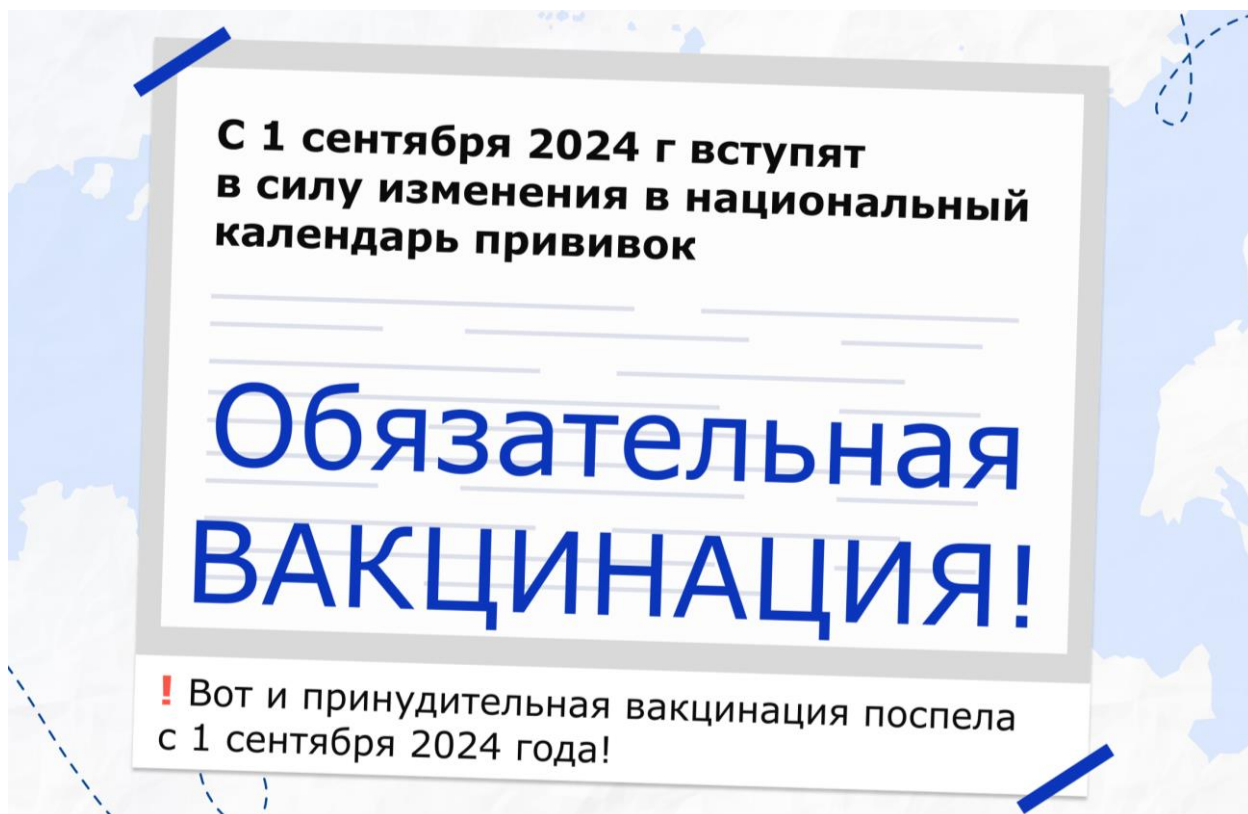 С 1 сентября 2024 г вступят
в силу изменения в национальный
календарь прививок
Обязательная
ВАКЦИНАЦИЯ!
! Вот и принудительная вакцинация поспела
с 1 сентября 2024 года!